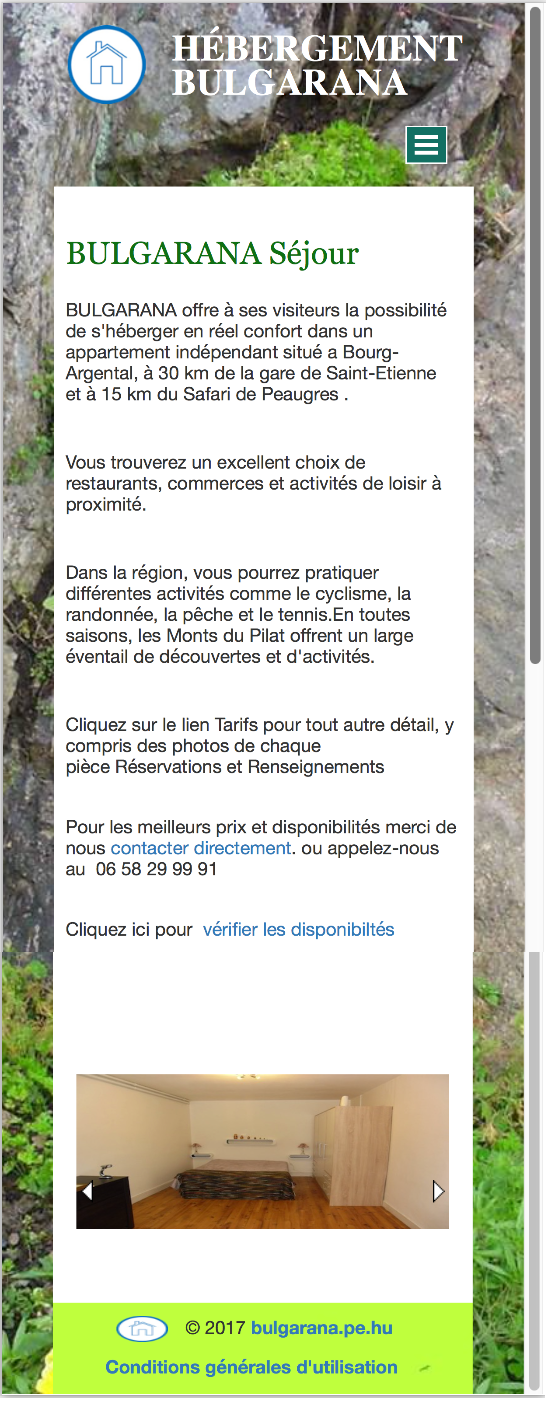 HÉBERGEMENT
BULGARANA
BULGARANA Séjour
BULGARANA offre à ses visiteurs la possibilité
de s'héberger en réel confort dans un
appartement indépendant situé a Bourg-
Argental, à 30 km de la gare de Saint-Etienne
et à 15 km du Safari de Peaugres .
Vous trouverez un excellent choix de
restaurants, commerces et activités de loisir à
proximité.
Dans la région, vous pourrez pratiquer
différentes activités comme le cyclisme, la
randonnée, la pêche et le tennis.En toutes
saisons, les Monts du Pilat offrent un large
éventail de découvertes et d'activités.
Cliquez sur le lien Tarifs pour tout autre détail, y
compris des photos de chaque
pièce Réservations et Renseignements
Pour les meilleurs prix et disponibilités merci de
nous contacter directement. ou appelez-nous
au 06 58 29 99 91
Cliquez ici pour vérifier les disponibiltés
© 2017 bulgarana.pe.hu
Conditions générales d'utilisation